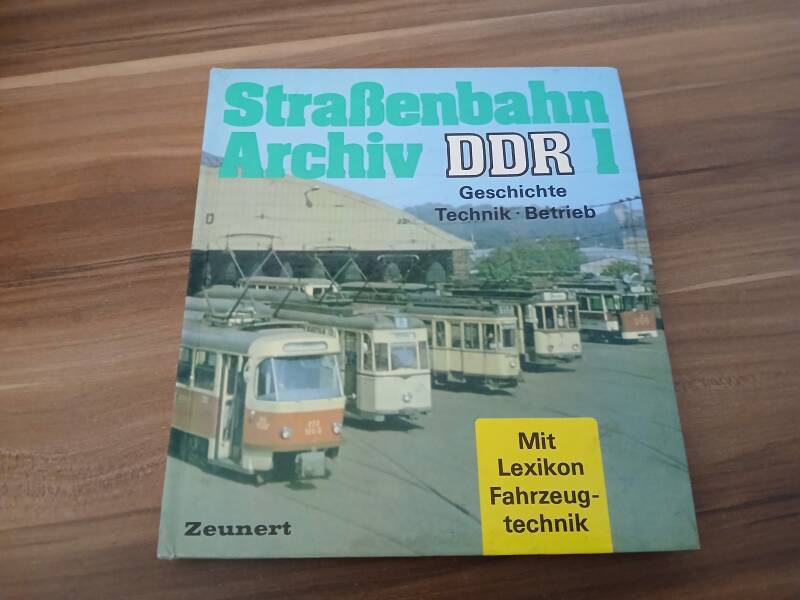 Straßenbahn
Archiv DDR 1
Geschichte
Technik · Betrieb
Mit
Lexikon
Fahrzeug-
technik
Zeunert